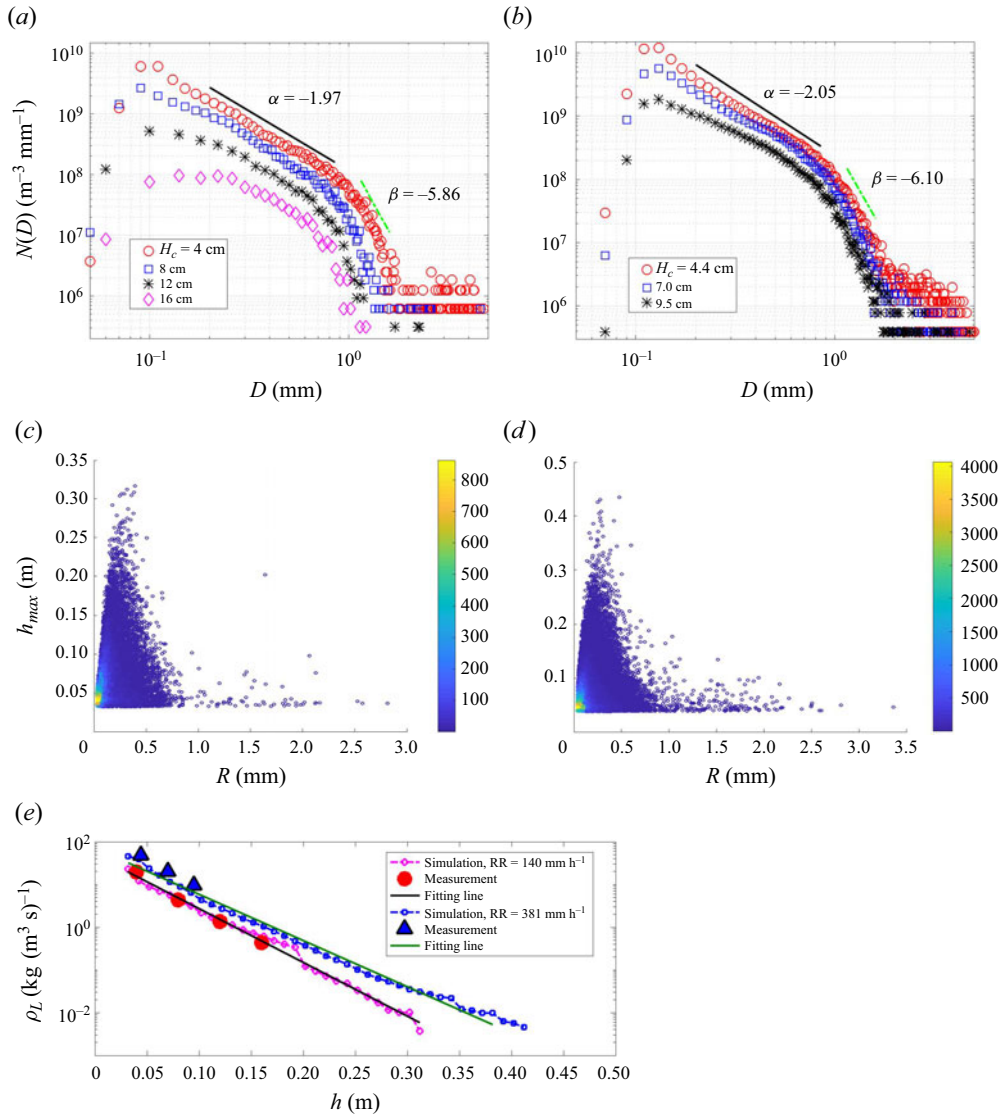 (a)
(b)
10^10
10^9
10^8
10^7
10^6
N(D) (m^−3 mm^−1)
α = −1.97
β = −5.86
H_c = 4 cm
8 cm
12 cm
16 cm
10^−1
10^0
D (mm)
10^10
10^9
10^8
10^7
10^6
α = −2.05
β = −6.10
H_c = 4.4 cm
7.0 cm
9.5 cm
10^−1
10^0
D (mm)
(c)
(d)
0.35
0.30
0.25
0.20
0.15
0.10
0.05
h_max (m)
0
0.5
1.0
1.5
2.0
2.5
3.0
R (mm)
800
700
600
500
400
300
200
100
0.5
0.4
0.3
0.2
0.1
0
0
0.5
1.0
1.5
2.0
2.5
3.0
3.5
R (mm)
4000
3500
3000
2500
2000
1500
1000
500
(e)
10^2
10^0
10^−2
ρ_L (kg (m^3 s)^−1)
Simulation, RR = 140 mm h^−1
Measurement
Fitting line
Simulation, RR = 381 mm h^−1
Measurement
Fitting line
0
0.05
0.10
0.15
0.20
0.25
0.30
0.35
0.40
0.45
0.50
h (m)